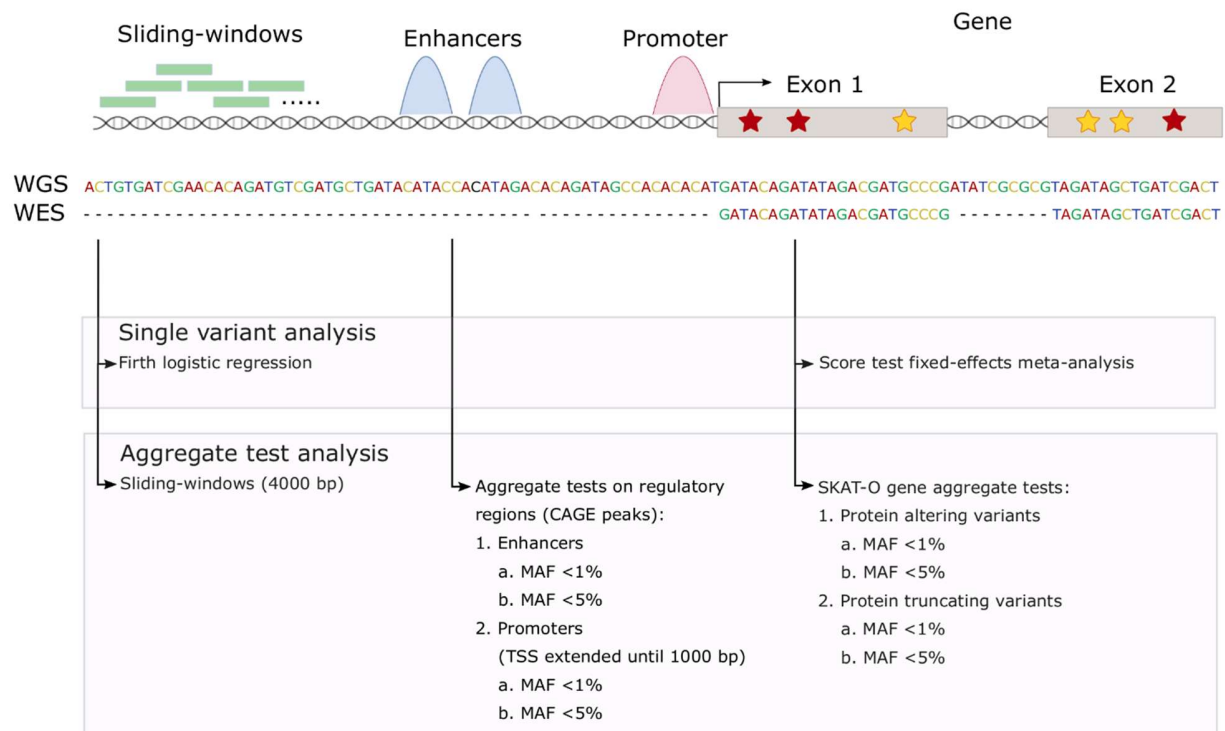 Sliding-windows
Enhancers
Promoter
Gene
Exon 1
Exon 2
.....
WGS ACTGTGATCGAACACAGATGTCGATGCTGATACATACCACATAGACACAGATAGCCACACACATGATACAGATATAGACGATGCCCGATATCGCGCGTAGATAGCTGATCGACT
WES - - - - - - - - - - - - - - - - - - - - - - - - - - - - - - - - - - - - - - - - - - - - - - - - - - - - - - - - - - - - - - - - GATACAGATATAGACGATGCCCG - - - - - - - - TAGATAGCTGATCGACT
Single variant analysis
Firth logistic regression
Score test fixed-effects meta-analysis
Aggregate test analysis
Sliding-windows (4000 bp)
Aggregate tests on regulatory
regions (CAGE peaks):
1. Enhancers
a. MAF <1%
b. MAF <5%
2. Promoters
(TSS extended until 1000 bp)
a. MAF <1%
b. MAF <5%
SKAT-O gene aggregate tests:
1. Protein altering variants
a. MAF <1%
b. MAF <5%
2. Protein truncating variants
a. MAF <1%
b. MAF <5%